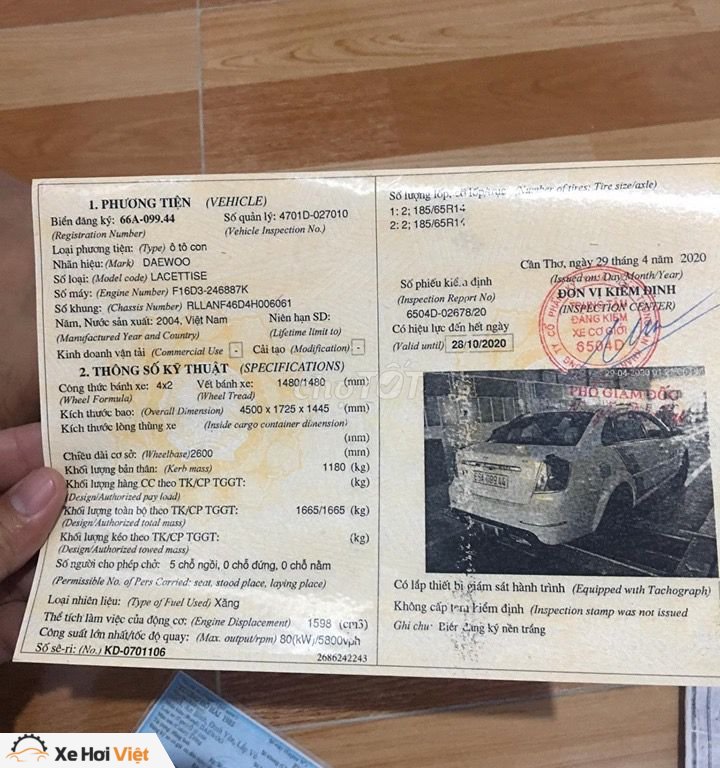 1. PHƯƠNG TIỆN (VEHICLE)
Biển đăng ký: 66A-099.44 Số quản lý: 4701D-027010
(Registration Number) (Vehicle Inspection No.)
Loại phương tiện: (Type) ô tô con
Nhãn hiệu: (Mark) DAEWOO
Số loại: (Model code) LACETTISE
Số máy: (Engine Number) F16D3-246887K
Số khung: (Chassis Number) RLLANF46D4H006061
Năm, Nước sản xuất: 2004, Việt Nam Niên hạn SD:
(Manufactured Year and Country) (Lifetime limit to)
Kinh doanh vận tải (Commercial Use) - Cải tạo (Modification) -
2. THÔNG SỐ KỸ THUẬT (SPECIFICATIONS)
Công thức bánh xe: 4x2 Vết bánh xe: 1480/1480 (mm)
(Wheel Formula) (Wheel Tread)
Kích thước bao: (Overall Dimension) 4500 x 1725 x 1445 (mm)
Kích thước lòng thùng xe (Inside cargo container dimension)
(mm)
Chiều dài cơ sở: (Wheelbase) 2600 (mm)
Khối lượng bản thân: (Kerb mass) 1180 (kg)
Khối lượng hàng CC theo TK/CP TGGT: (kg)
(Design/Authorized pay load)
Khối lượng toàn bộ theo TK/CP TGGT: 1665/1665 (kg)
(Design/Authorized total mass)
Khối lượng kéo theo TK/CP TGGT: (kg)
(Design/Authorized towed mass)
Số người cho phép chở: 5 chỗ ngồi, 0 chỗ đứng, 0 chỗ nằm
(Permissible No. of Pers Carried: seat, stood place, laying place)
Loại nhiên liệu: (Type of Fuel Used) Xăng
Thể tích làm việc của động cơ: (Engine Displacement) 1598 (cm3)
Công suất lớn nhất/tốc độ quay: (Max. output/rpm) 80(kW)/5800vph
Số sê-ri: (No.) KD-0701106 2686242243
Số lượng lốp, cỡ lốp/trục (Number of tires: Tire size/axle)
1: 2; 185/65R14
2: 2; 185/65R14
Cần Thơ, ngày 29 tháng 4 năm 2020
(Issued on: Day/Month/Year)
Số phiếu kiểm định ĐƠN VỊ KIỂM ĐỊNH
(Inspection Report No) (INSPECTION CENTER)
6504D-02678/20
Có hiệu lực đến hết ngày
(Valid until) 28/10/2020
TRUNG TÂM
ĐĂNG KIỂM
XE CƠ GIỚI
6504D
29-04-2020
PHÓ GIÁM ĐỐC
66A 099.44
Có lắp thiết bị giám sát hành trình (Equipped with Tachograph)
Không cấp tem kiểm định (Inspection stamp was not issued)
Ghi chú: Biển đăng ký nền trắng
chợTỐT
Xe Hơi Việt